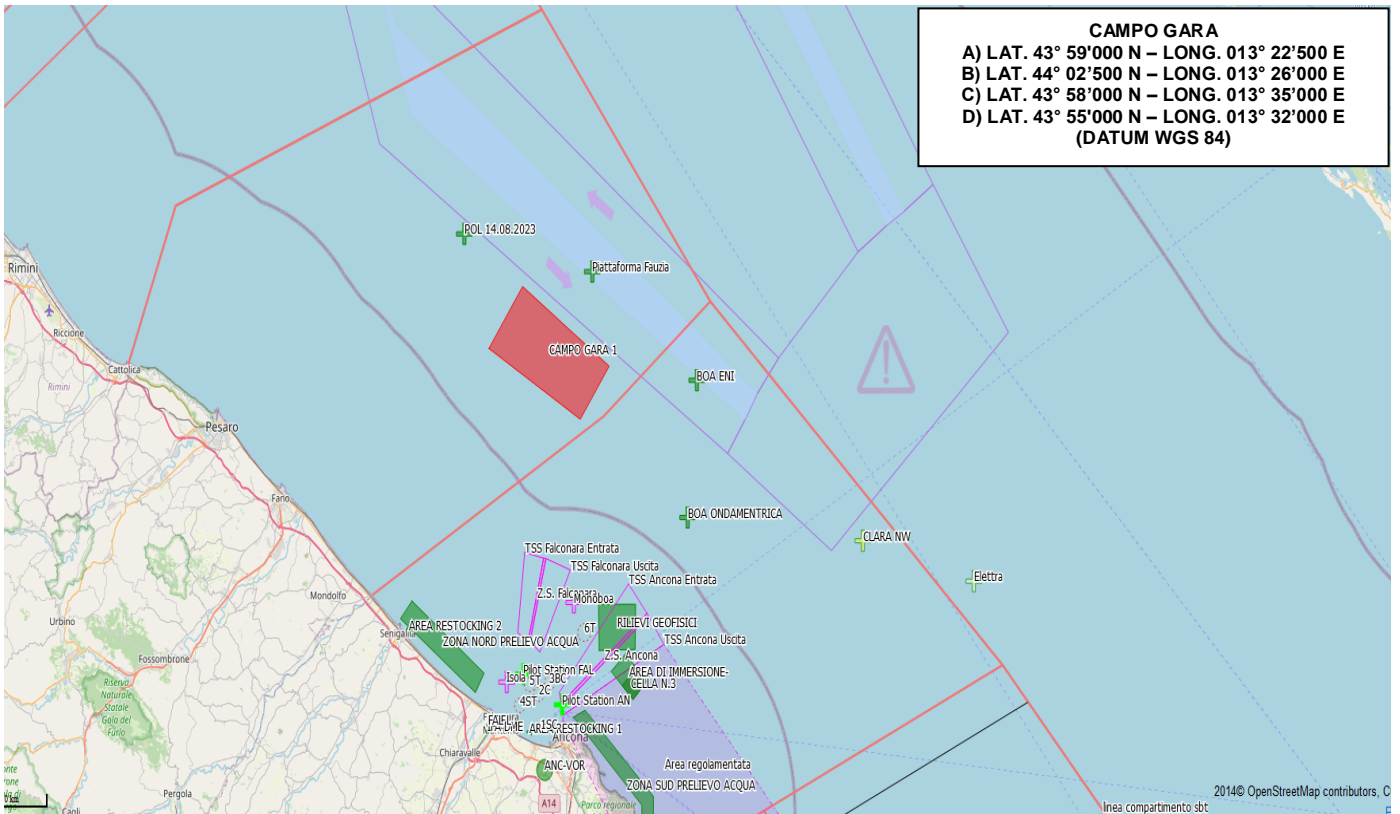 CAMPO GARA
A) LAT. 43° 59'000 N – LONG. 013° 22'500 E
B) LAT. 44° 02'500 N – LONG. 013° 26'000 E
C) LAT. 43° 58'000 N – LONG. 013° 35'000 E
D) LAT. 43° 55'000 N – LONG. 013° 32'000 E
(DATUM WGS 84)
POL 14.08.2023
Piattaforma Fauzia
Rimini
Riccione
CAMPO GARA 1
Cattolica
BOA ENI
Rimini
Pesaro
Fano
BOA ONDAMENTRICA
CLARA NW
TSS Falconara Entrata
TSS Falconara Uscita
Elettra
TSS Ancona Entrata
Z.S. Falconara
Mondolfo
Monoboa
Urbino
AREA RESTOCKING 2
RILIEVI GEOFISICI
6T
Senigallia
ZONA NORD PRELIEVO ACQUA
TSS Ancona Uscita
Fossombrone
Z.S. Ancona
Pilot Station FAL
AREA DI IMMERSIONE-
CELLA N.3
Isola
5T
3BC
Riserva
Naturale
Statale
Gola del
Furlo
2C
4ST
Pilot Station AN
1SC
AREA RESTOCKING 1
Ancona
Chiaravalle
Area regolamentata
ANC-VOR
ZONA SUD PRELIEVO ACQUA
Pergola
A14
Parco regionale
2014© OpenStreetMap contributors, C
linea compartimento sbt
Cagli